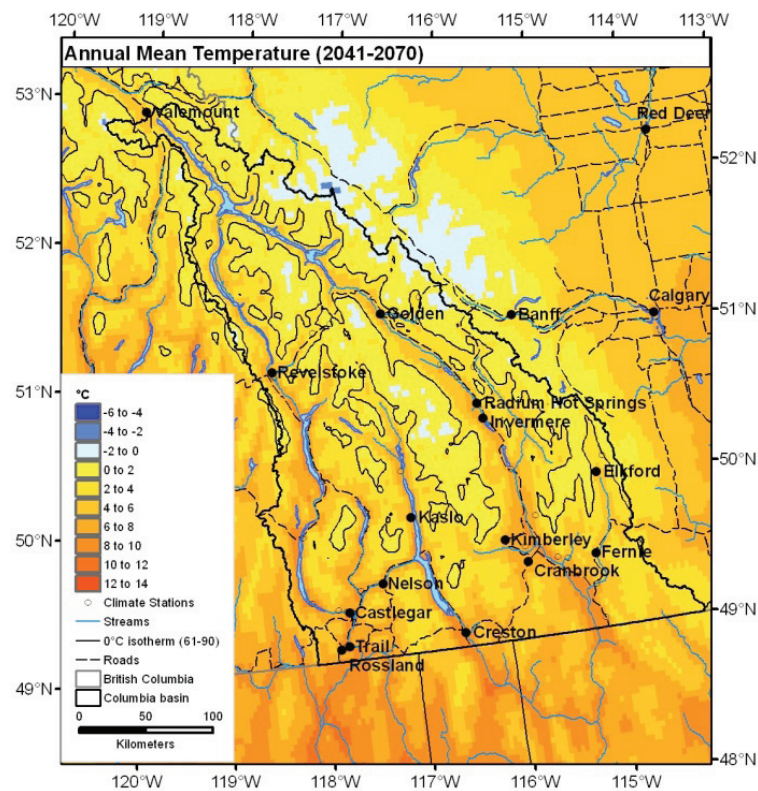 120°W 119°W 118°W 117°W 116°W 115°W 114°W 113°W
Annual Mean Temperature (2041-2070)
53°N
Valemount
Red Deer
52°N
52°N
Golden
Banff
Calgary
51°N
Revelstoke
51°N
Radrum Hot Springs
Invermere
°C
-6 to -4
-4 to -2
-2 to 0
0 to 2
2 to 4
4 to 6
6 to 8
8 to 10
10 to 12
12 to 14
Climate Stations
Streams
0°C isotherm (61-90)
Roads
British Columbia
Columbia basin
0 50 100
Kilometers
50°N
Elkford
Kaslo
50°N
Kimberley
Fernie
Cranbrook
Nelson
Castlegar
49°N
Creston
Trail
Rossland
49°N
48°N
120°W 119°W 118°W 117°W 116°W 115°W